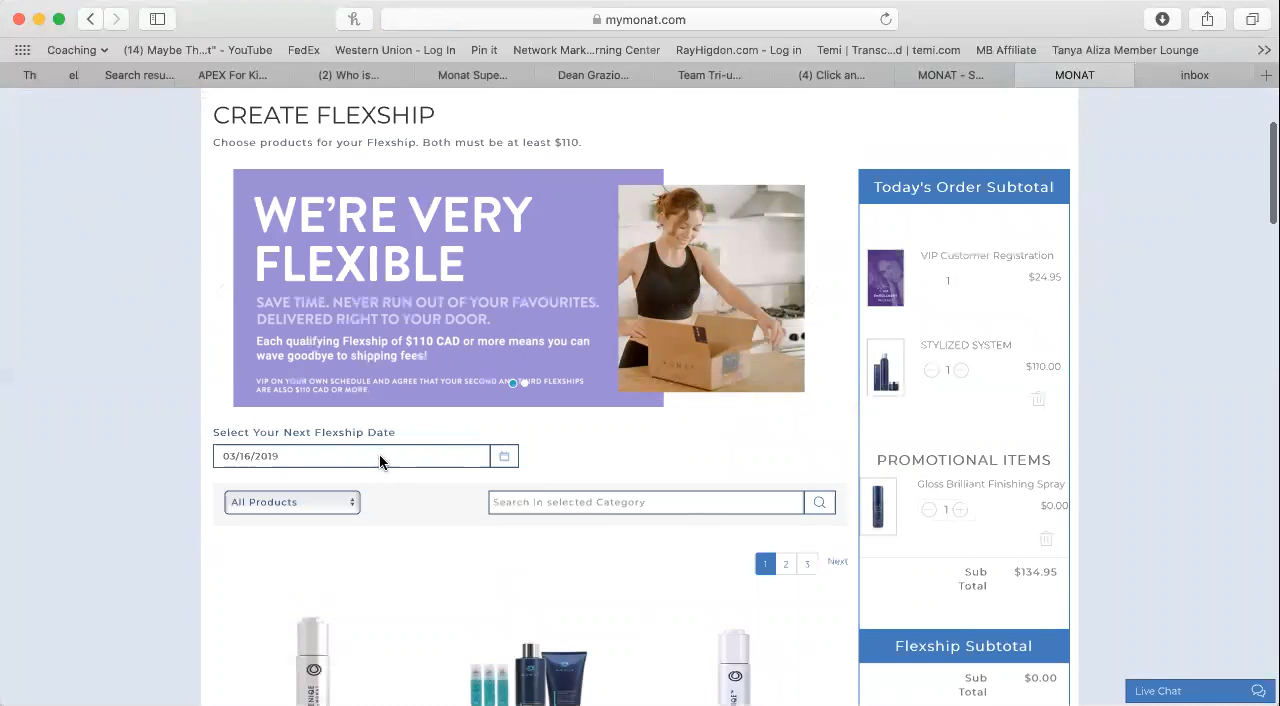 mymonat.com
Coaching
(14) Maybe Th...t" - YouTube
FedEx
Western Union - Log In
Pin it
Network Mark...rning Center
RayHigdon.com - Log in
Temi | Transc...d | temi.com
MB Affiliate
Tanya Aliza Member Lounge
Th
el
Search resu...
APEX For Ki...
(2) Who is...
Monat Supe...
Dean Grazio...
Team Tri-u...
(4) Click an...
MONAT - S...
MONAT
inbox
CREATE FLEXSHIP
Choose products for your Flexship. Both must be at least $110.
WE'RE VERY
FLEXIBLE
SAVE TIME. NEVER RUN OUT OF YOUR FAVOURITES.
DELIVERED RIGHT TO YOUR DOOR.
Each qualifying Flexship of $110 CAD or more means you can
wave goodbye to shipping fees!
VIP ON YOUR OWN SCHEDULE AND AGREE THAT YOUR SECOND AND THIRD FLEXSHIPS
ARE ALSO $110 CAD OR MORE.
Select Your Next Flexship Date
03/16/2019
All Products
Search in selected Category
1 2 3 Next
Today's Order Subtotal
VIP Customer Registration
1 $24.95
STYLIZED SYSTEM
1 $110.00
PROMOTIONAL ITEMS
Gloss Brilliant Finishing Spray
1 $0.00
Sub $134.95
Total
Flexship Subtotal
Sub $0.00
Total
Live Chat